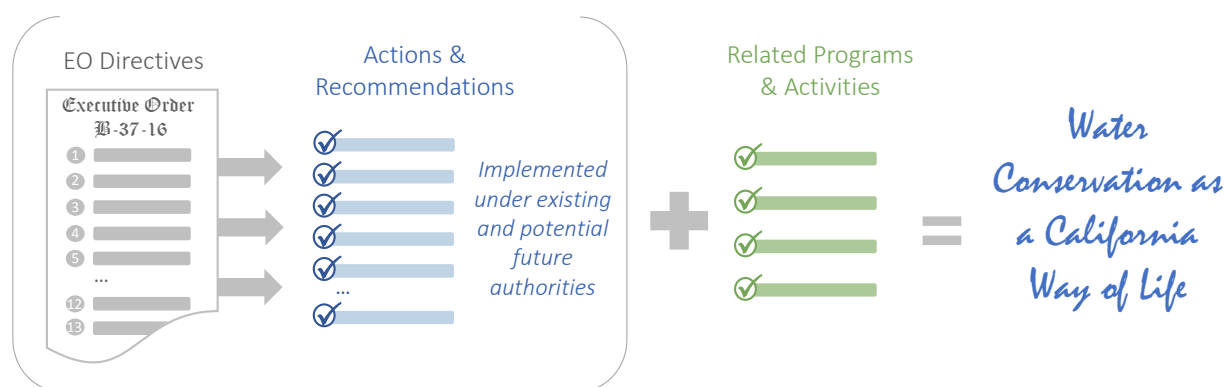 EO Directives
Executive Order
B-37-16
1
2
3
4
5
...
12
13
Actions &
Recommendations
...
Implemented
under existing
and potential
future
authorities
+
Related Programs
& Activities
=
Water
Conservation as
a California
Way of Life